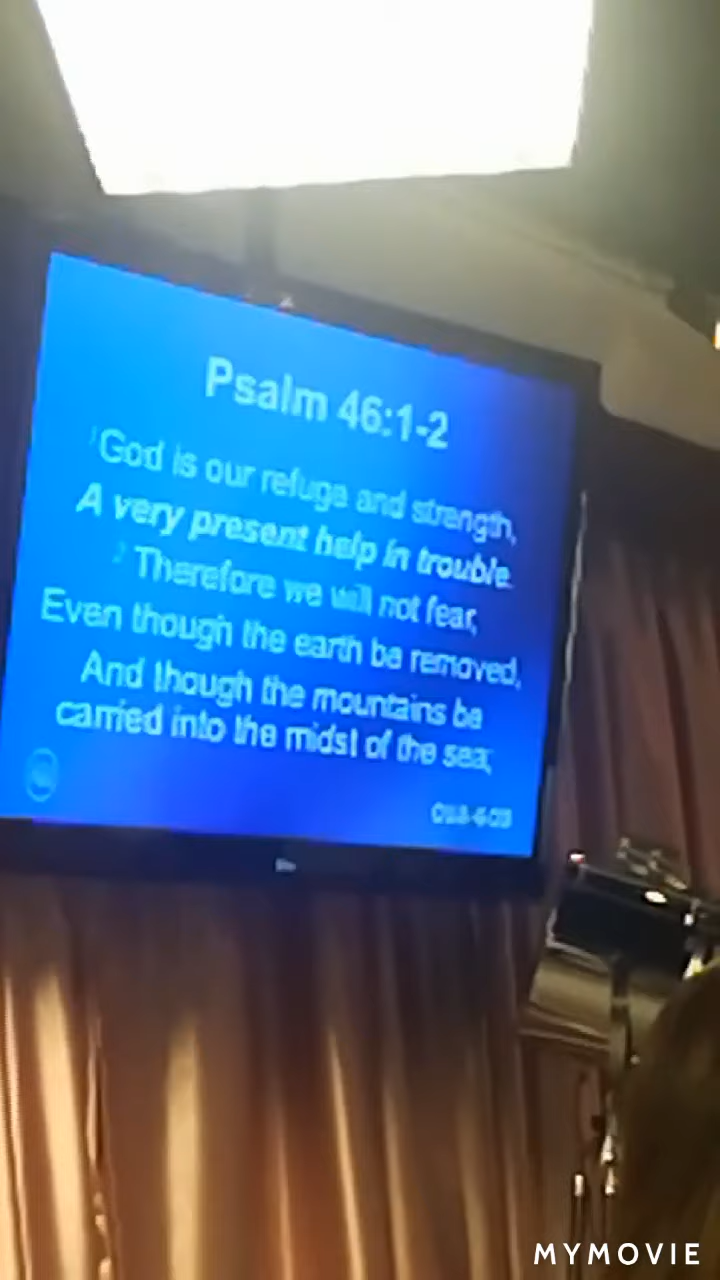 Psalm 46:1-2
¹God is our refuge and strength,
A very present help in trouble.
² Therefore we will not fear,
Even though the earth be removed,
And though the mountains be
carried into the midst of the sea;
MYMOVIE